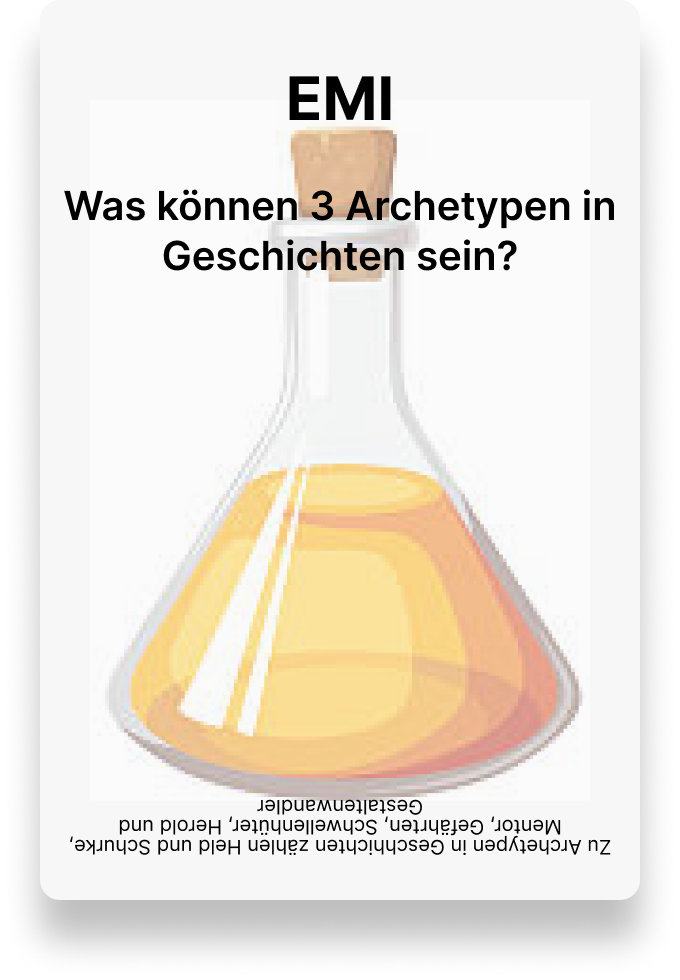 EMI
Was können 3 Archetypen in
Geschichten sein?
Zu Archetypen in Geschhichten zählen Held und Schurke,
Mentor, Gefährten, Schwellenhüter, Herold und
Gestaltenwandler